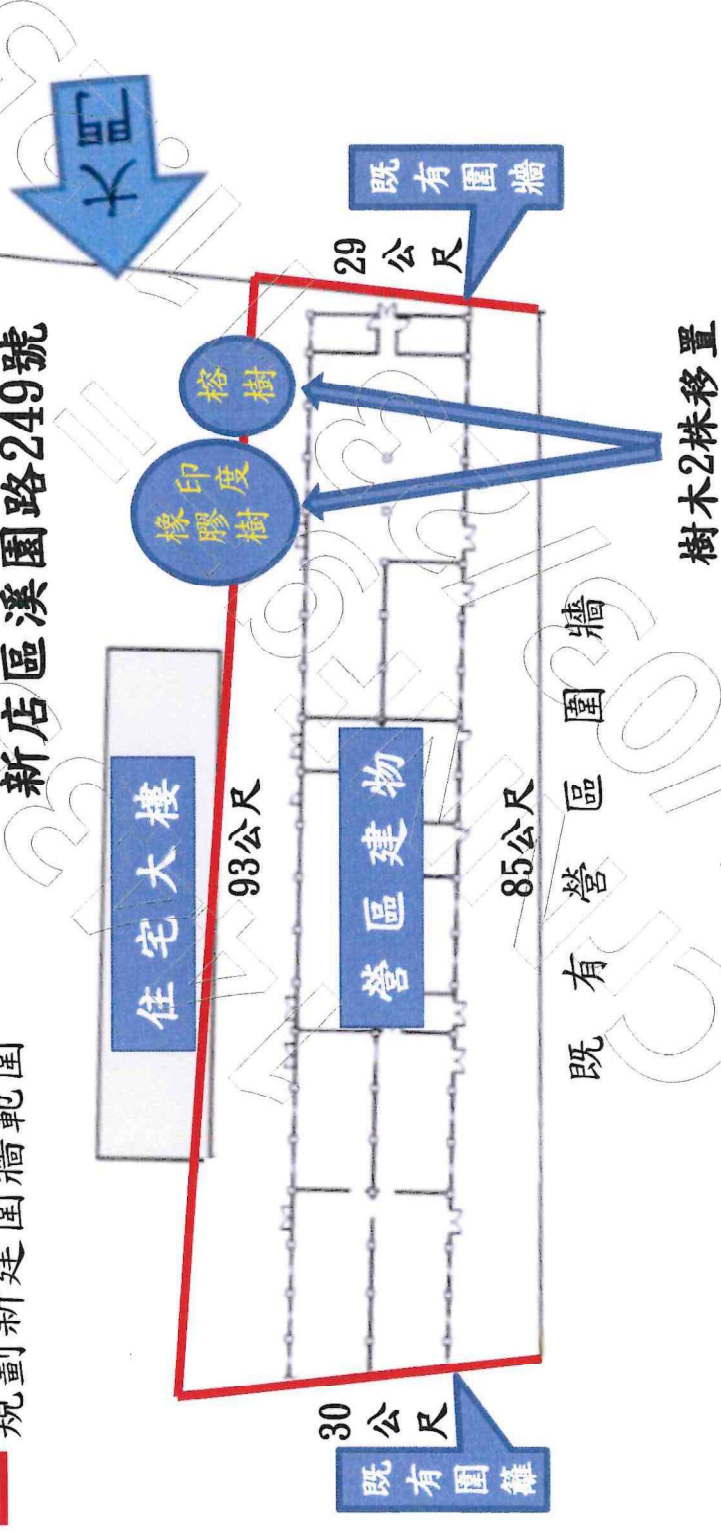 新店區溪園路249號
規劃新建圍牆範圍
大門
住宅大樓
印度
橡膠樹
榕樹
93公尺
29公尺
既有圍牆
營區建物
85公尺
既有營區圍牆
30公尺
既有圍籬
樹木2株移置